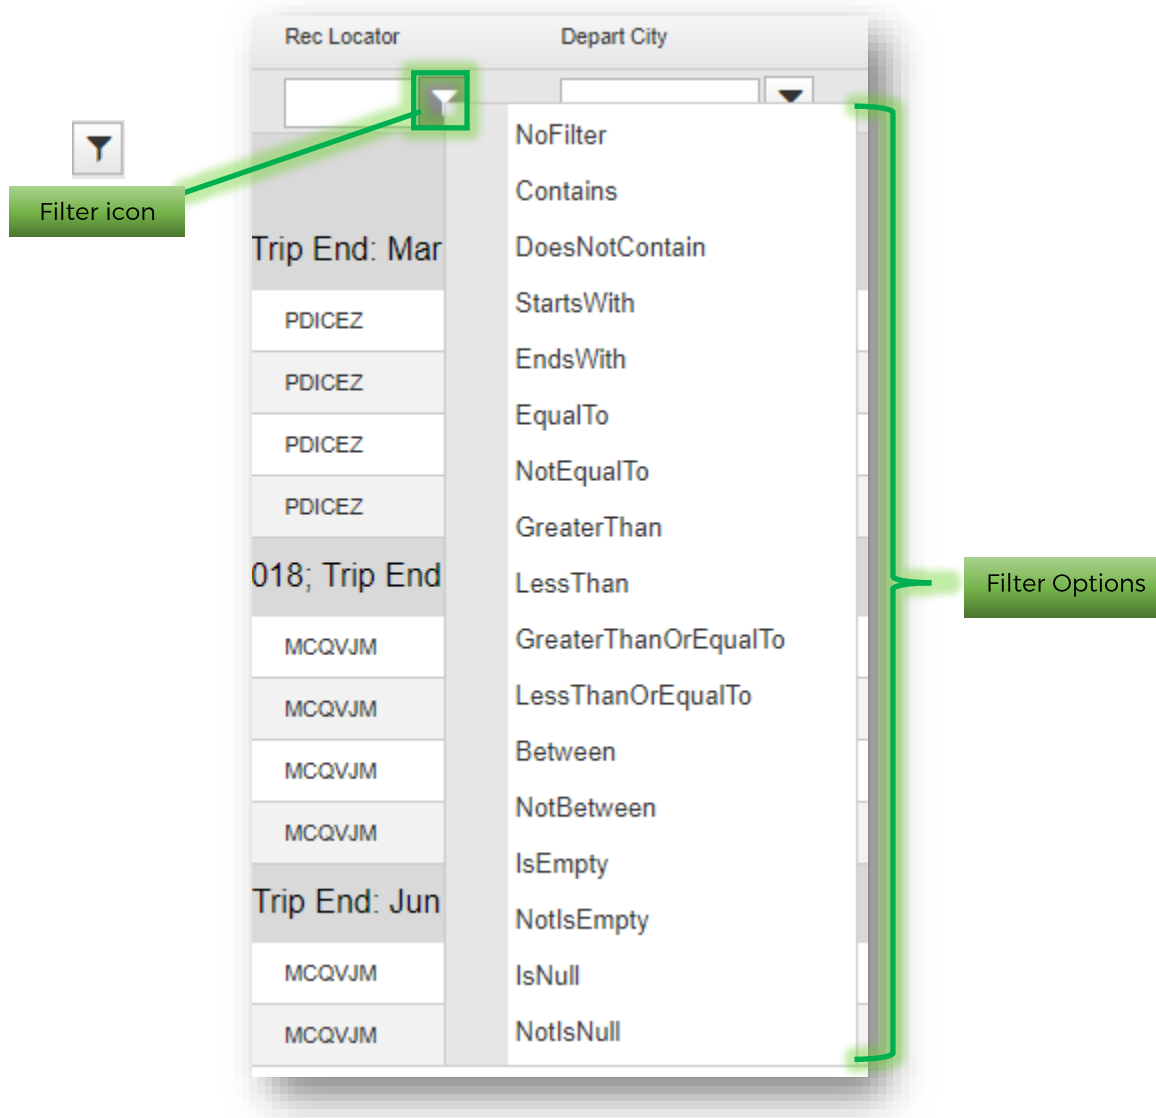 Rec Locator
Depart City
Filter icon
NoFilter
Contains
DoesNotContain
StartsWith
EndsWith
EqualTo
NotEqualTo
GreaterThan
LessThan
GreaterThanOrEqualTo
LessThanOrEqualTo
Between
NotBetween
IsEmpty
NotIsEmpty
IsNull
NotIsNull
Trip End: Mar
PDICEZ
PDICEZ
PDICEZ
PDICEZ
018; Trip End
MCQVJM
MCQVJM
MCQVJM
MCQVJM
Trip End: Jun
MCQVJM
MCQVJM
Filter Options